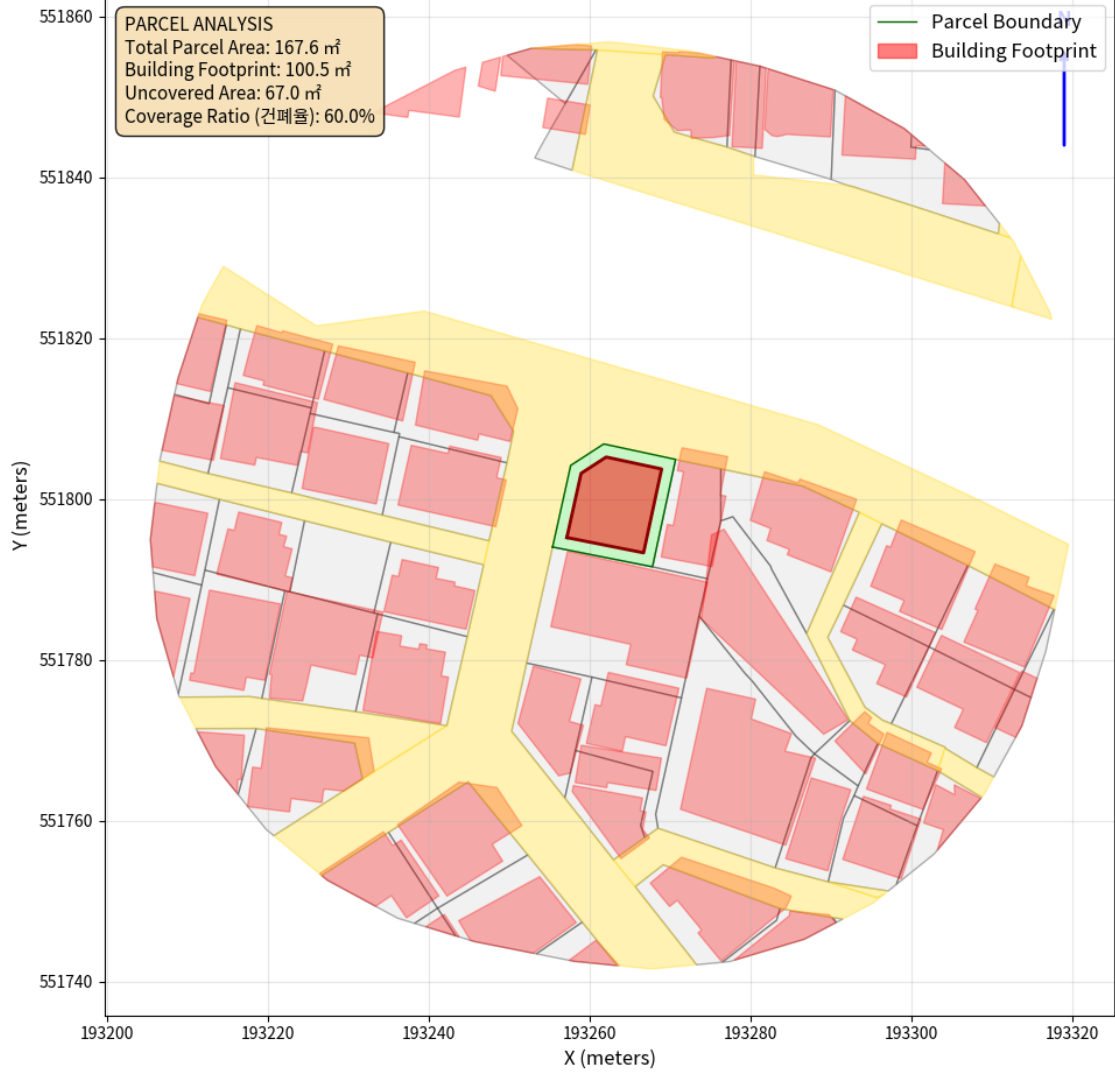 PARCEL ANALYSIS
Total Parcel Area: 167.6 ㎡
Building Footprint: 100.5 ㎡
Uncovered Area: 67.0 ㎡
Coverage Ratio (건폐율): 60.0%
Parcel Boundary
Building Footprint
N
551860
551840
551820
551800
551780
551760
551740
Y (meters)
193200
193220
193240
193260
193280
193300
193320
X (meters)